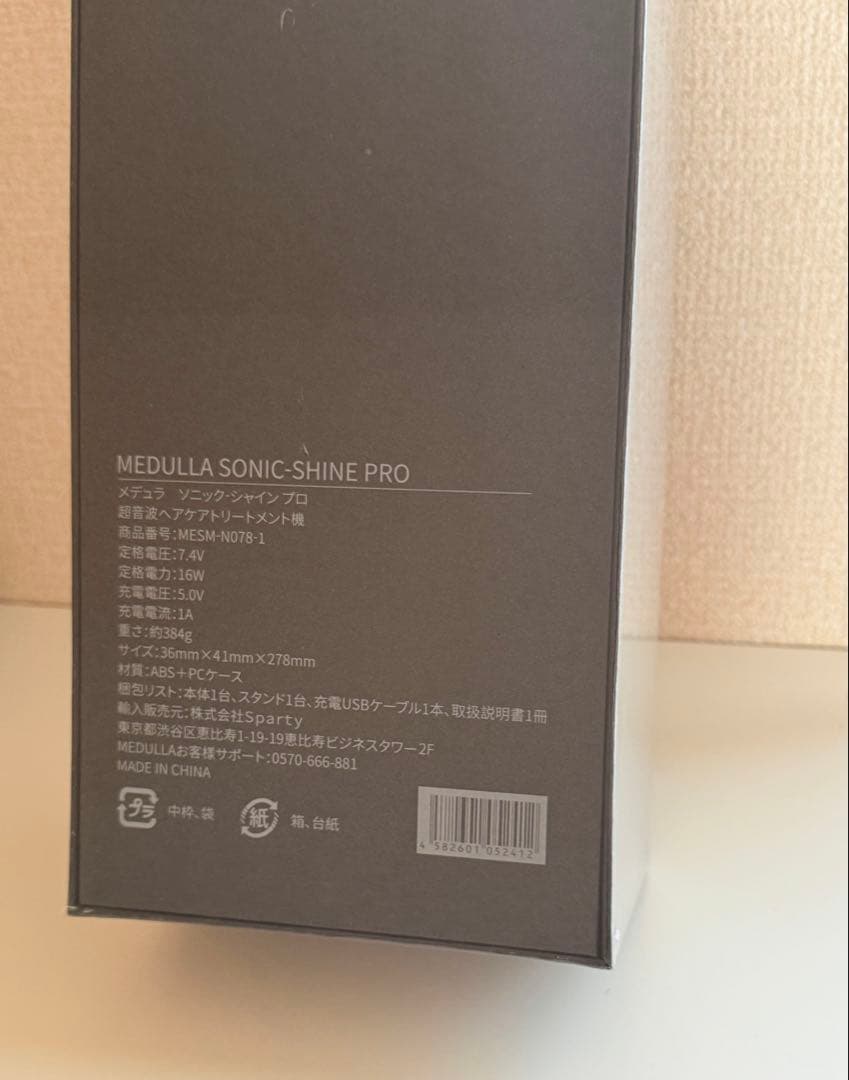 MEDULLA SONIC-SHINE PRO
メデュラ　ソニック-シャイン プロ
超音波ヘアケアトリートメント機
商品番号：MESM-N078-1
定格電圧：7.4V
定格電力：16W
充電電圧：5.0V
充電電流：1A
重さ：約384g
サイズ：36mm×41mm×278mm
材質：ABS＋PCケース
梱包リスト：本体1台、スタンド1台、充電USBケーブル1本、取扱説明書1冊
輸入販売元：株式会社Sparty
東京都渋谷区恵比寿1-19-19恵比寿ビジネスタワー2F
MEDULLAお客様サポート：0570-666-881
MADE IN CHINA
プラ 中枠、袋 紙 箱、台紙
4 582601 052412